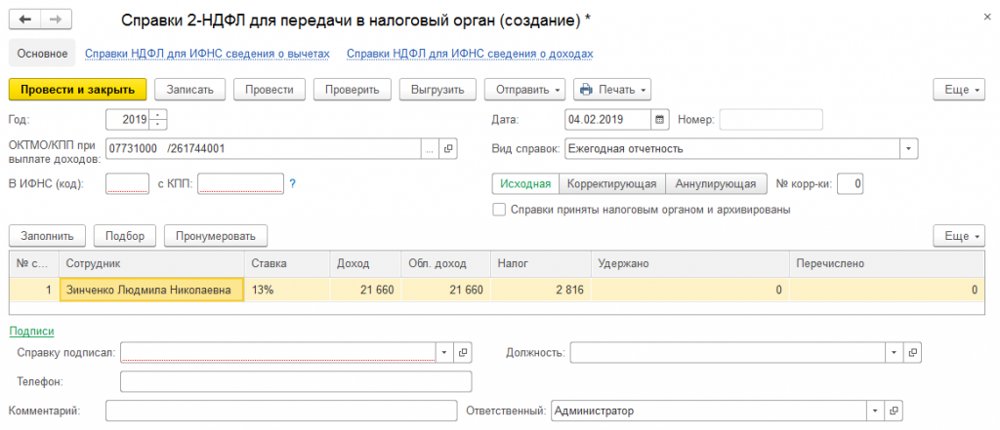 Справки 2-НДФЛ для передачи в налоговый орган (создание) *
Основное Справки НДФЛ для ИФНС сведения о вычетах Справки НДФЛ для ИФНС сведения о доходах
Провести и закрыть Записать Провести Проверить Выгрузить Отправить Печать Еще
Год: 2019 Дата: 04.02.2019 Номер:
ОКТМО/КПП при
выплате доходов: 07731000 /261744001 ... Вид справок: Ежегодная отчетность
В ИФНС (код): с КПП: ? Исходная Корректирующая Аннулирующая № корр-ки: 0
Справки приняты налоговым органом и архивированы
Заполнить Подбор Пронумеровать Еще
№ с... Сотрудник Ставка Доход Обл. доход Налог Удержано Перечислено
1 Зинченко Людмила Николаевна 13% 21 660 21 660 2 816 0 0
Подписи
Справку подписал: Должность:
Телефон:
Комментарий: Ответственный: Администратор